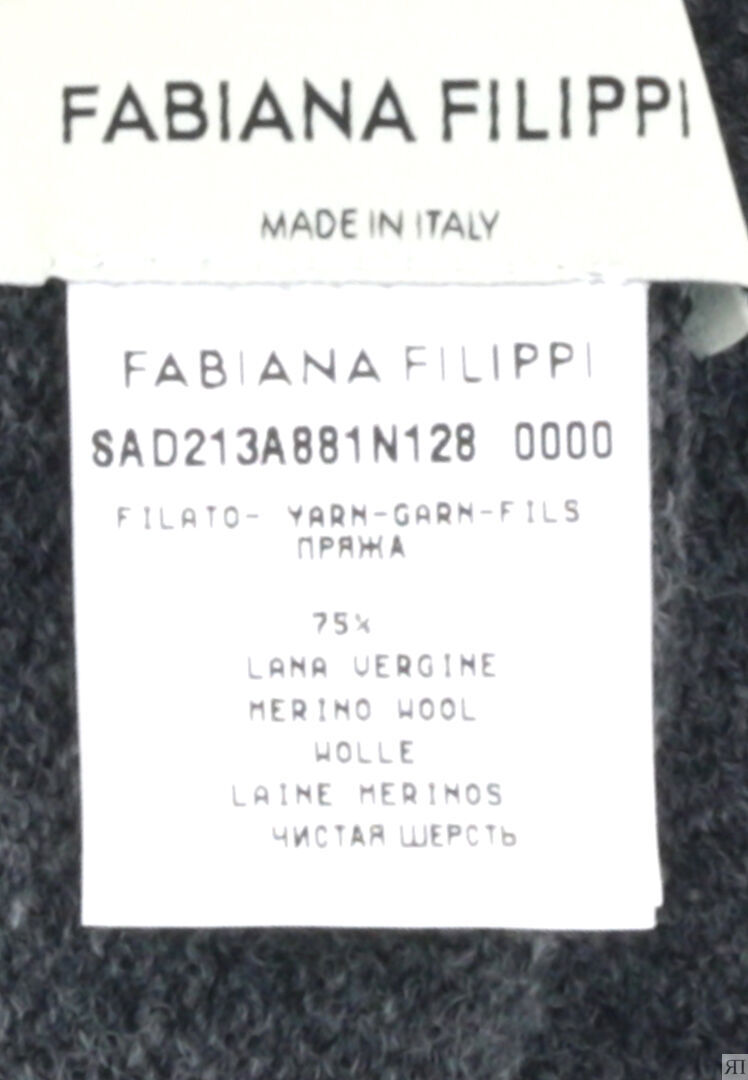 FABIANA FILIPPI
MADE IN ITALY
FABIANA FILIPPI
SAD213A881N128 0000
FILATO- YARN-GARN-FILS
ПРЯЖА
75%
LANA VERGINE
MERINO WOOL
WOLLE
LAINE MERINOS
ЧИСТАЯ ШЕРСТЬ
ЯП